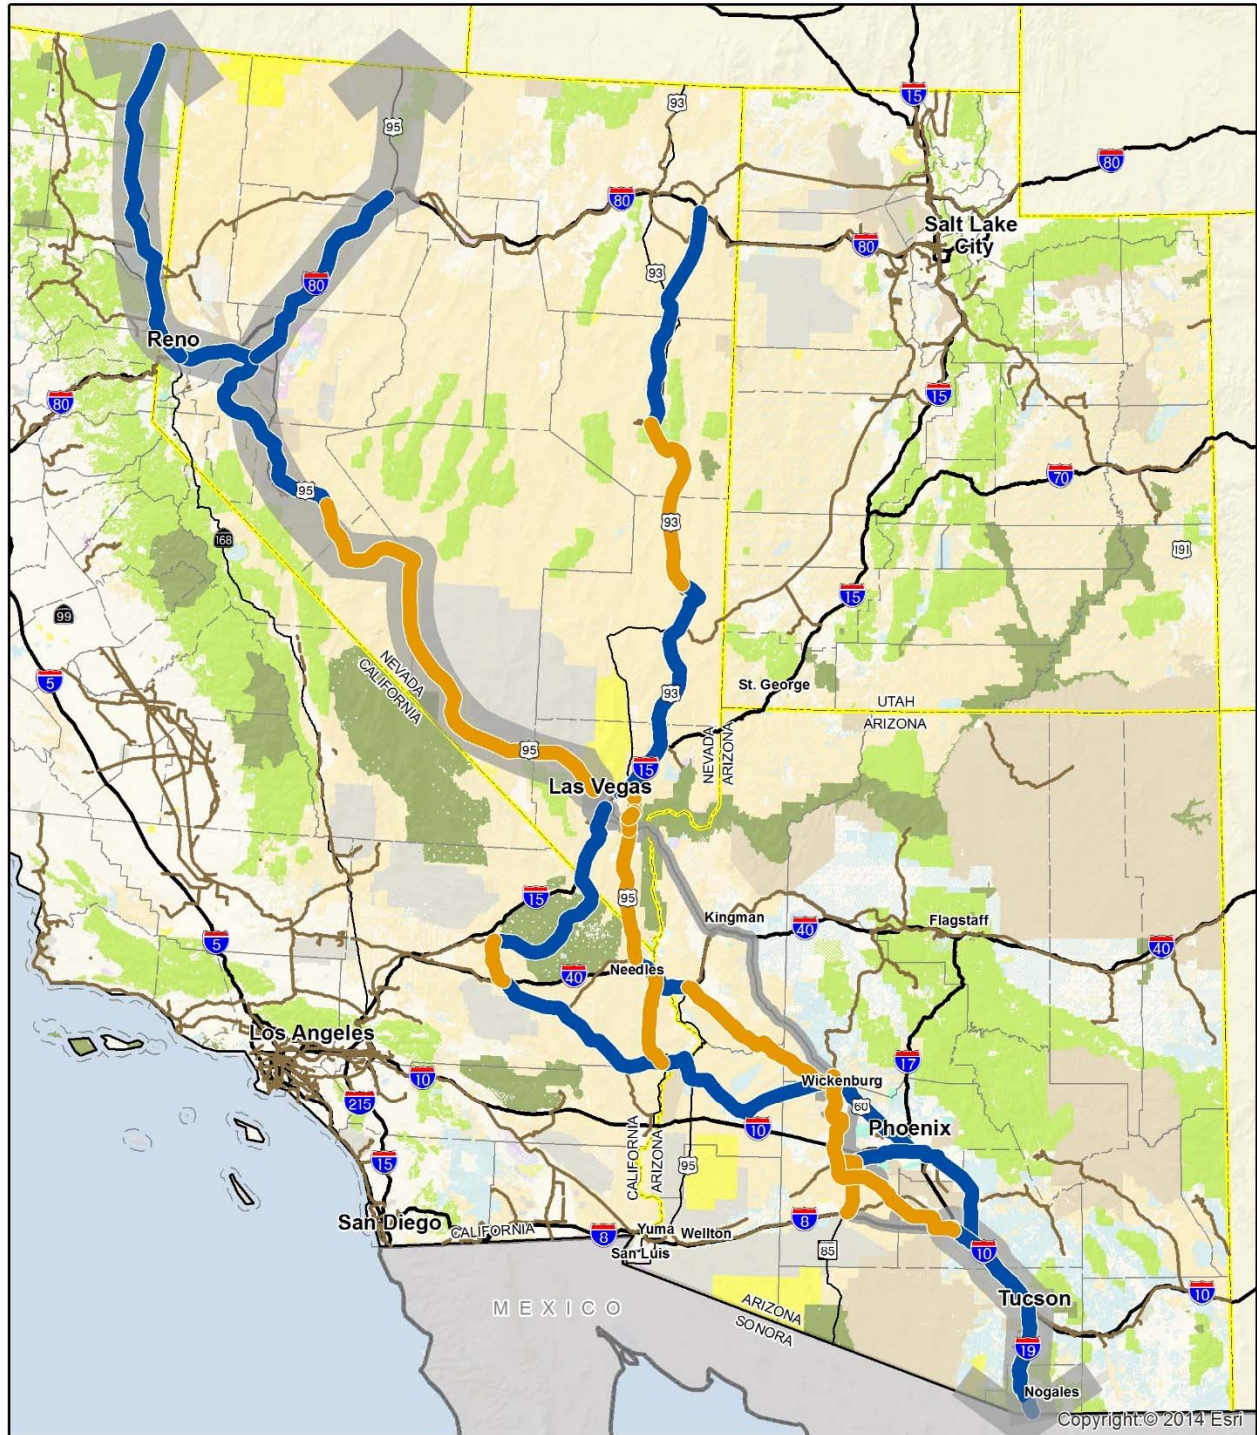 93
15
95
80
80
Salt Lake
City
80
93
80
Reno
15
80
95
70
93
168
191
99
15
5
NEVADA
CALIFORNIA
St. George
93
UTAH
ARIZONA
NEVADA
ARIZONA
95
15
Las Vegas
15
95
Kingman
Flagstaff
40
5
40
Needles
40
Los Angeles
17
10
Wickenburg
215
60
Phoenix
10
CALIFORNIA
ARIZONA
15
95
San Diego
CALIFORNIA
8
Yuma
Wellton
8
San Luis
85
10
10
Tucson
MEXICO
ARIZONA
SONORA
19
Nogales
Copyright:© 2014 Esri